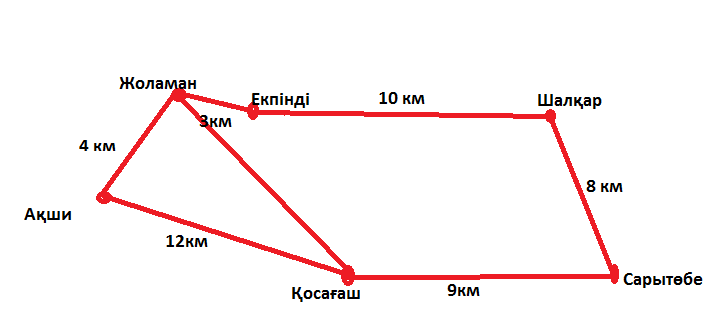 Жоламан
Екпінді
10 км
Шалқар
3км
4 км
8 км
Ақши
12км
Қосағаш
9км
Сарытөбе